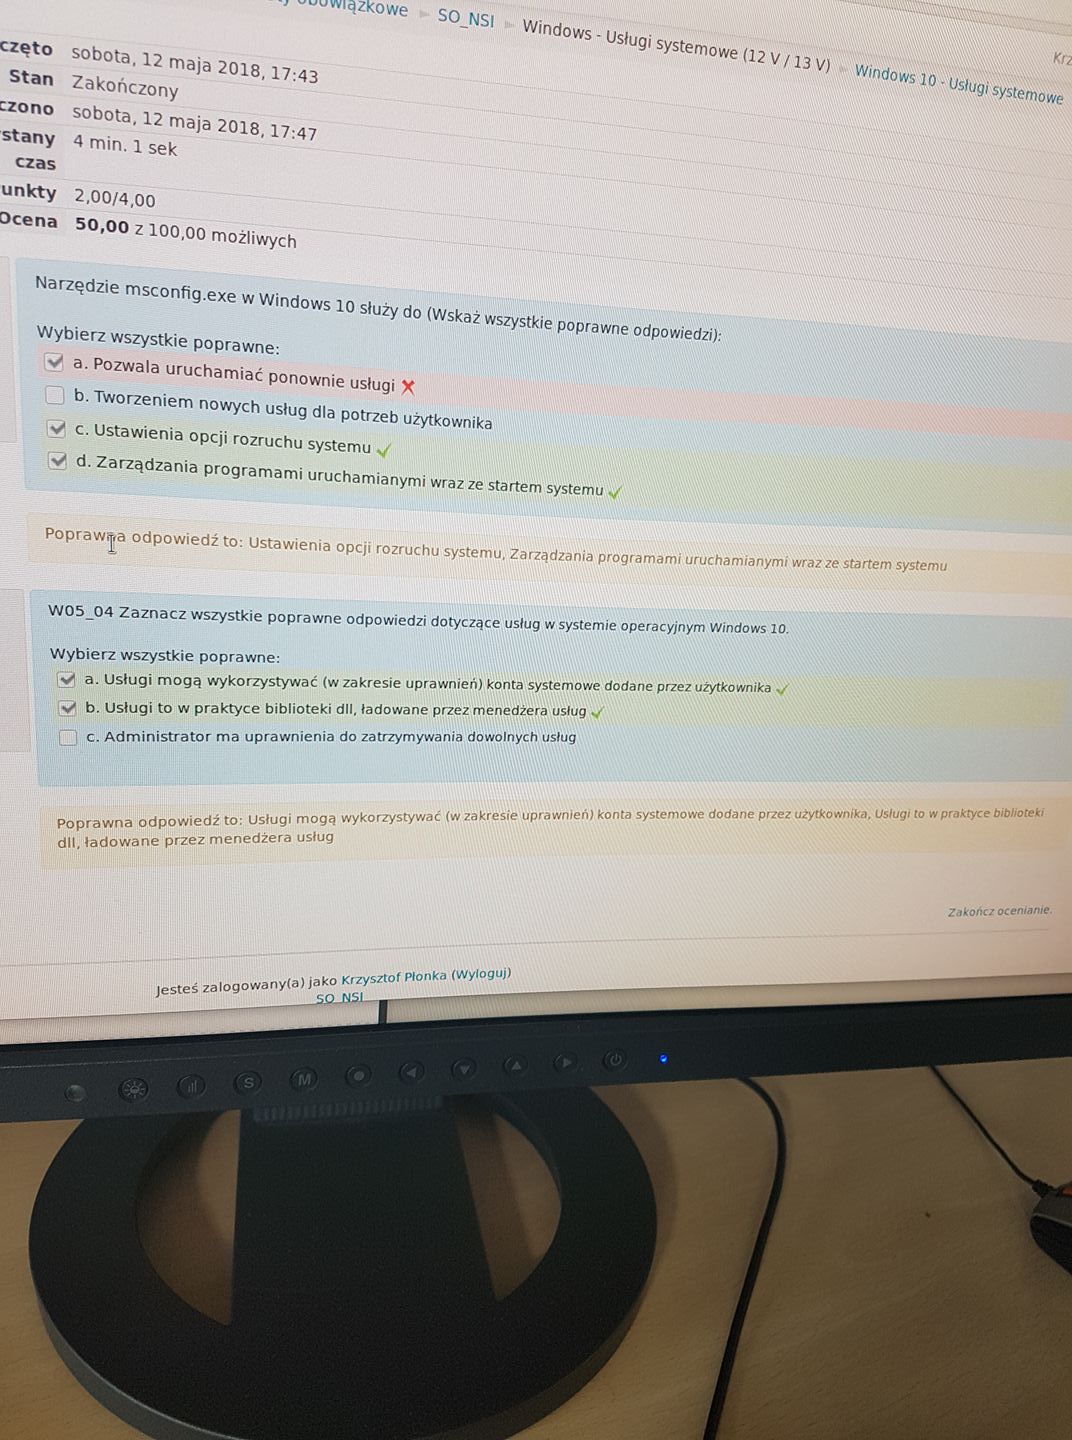 obowiązkowe SO_NSI Windows - Usługi systemowe (12 V / 13 V) Windows 10 - Usługi systemowe
Krz
częto sobota, 12 maja 2018, 17:43
Stan Zakończony
czono sobota, 12 maja 2018, 17:47
stany 4 min. 1 sek
czas
unkty 2,00/4,00
Ocena 50,00 z 100,00 możliwych
Narzędzie msconfig.exe w Windows 10 służy do (Wskaż wszystkie poprawne odpowiedzi):
Wybierz wszystkie poprawne:
a. Pozwala uruchamiać ponownie usługi
b. Tworzeniem nowych usług dla potrzeb użytkownika
c. Ustawienia opcji rozruchu systemu
d. Zarządzania programami uruchamianymi wraz ze startem systemu
Poprawna odpowiedź to: Ustawienia opcji rozruchu systemu, Zarządzania programami uruchamianymi wraz ze startem systemu
W05_04 Zaznacz wszystkie poprawne odpowiedzi dotyczące usług w systemie operacyjnym Windows 10.
Wybierz wszystkie poprawne:
a. Usługi mogą wykorzystywać (w zakresie uprawnień) konta systemowe dodane przez użytkownika
b. Usługi to w praktyce biblioteki dll, ładowane przez menedżera usług
c. Administrator ma uprawnienia do zatrzymywania dowolnych usług
Poprawna odpowiedź to: Usługi mogą wykorzystywać (w zakresie uprawnień) konta systemowe dodane przez użytkownika, Usługi to w praktyce biblioteki
dll, ładowane przez menedżera usług
Zakończ ocenianie.
Jesteś zalogowany(a) jako Krzysztof Płonka (Wyloguj)
SO_NSI
S M